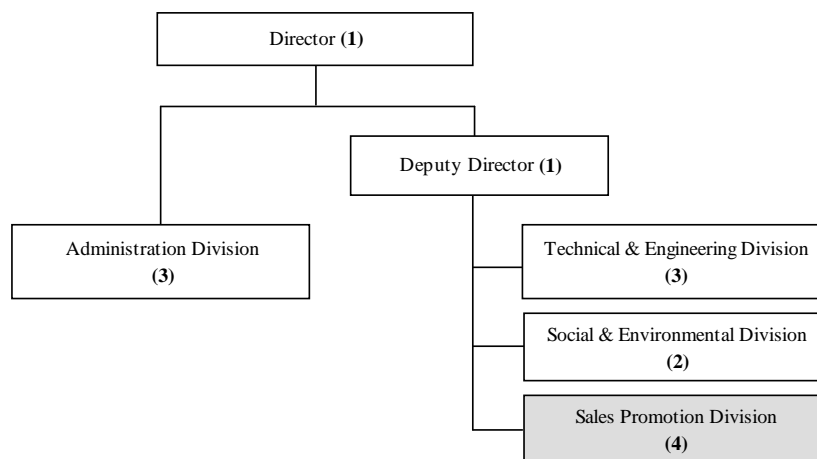 Director (1)
Deputy Director (1)
Administration Division
(3)
Technical & Engineering Division
(3)
Social & Environmental Division
(2)
Sales Promotion Division
(4)